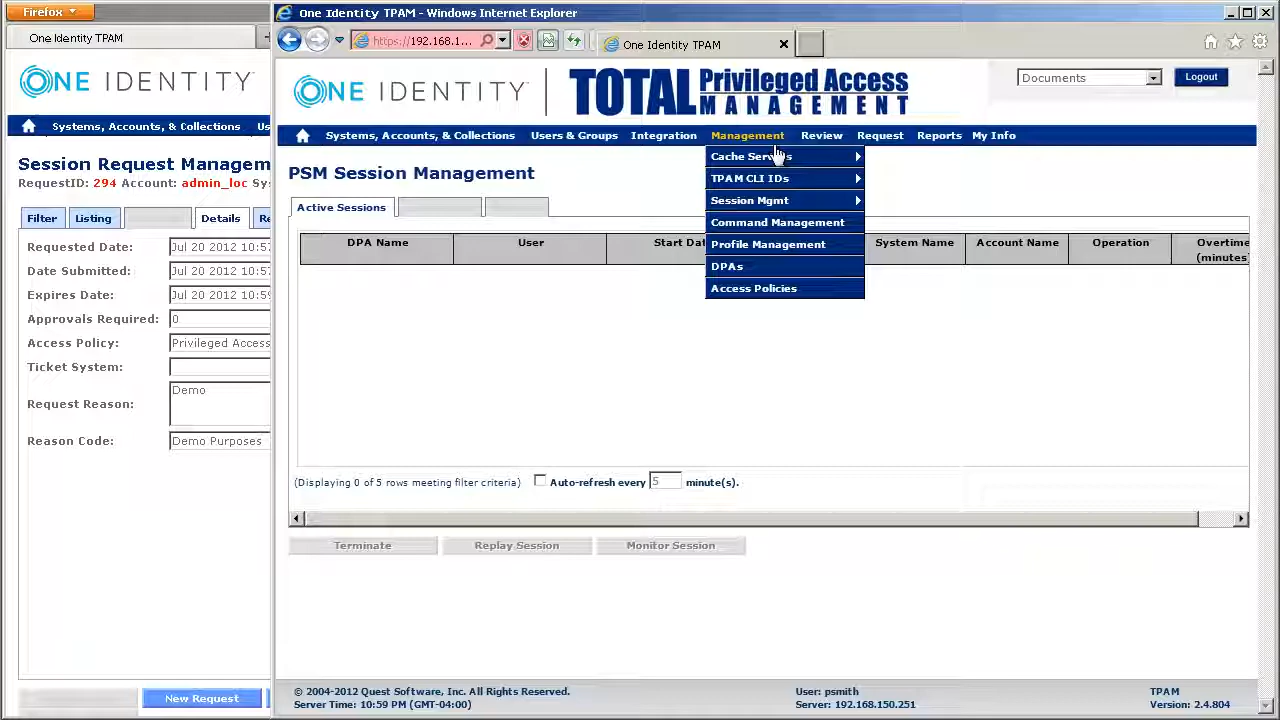 Firefox
One Identity TPAM
ONE IDENTITY
Systems, Accounts, & Collections Us
Session Request Managem
RequestID: 294 Account: admin_loc Sys
Filter Listing Details Re
Requested Date: Jul 20 2012 10:57
Date Submitted: Jul 20 2012 10:57
Expires Date: Jul 20 2012 10:59
Approvals Required: 0
Access Policy: Privileged Access
Ticket System:
Request Reason: Demo
Reason Code: Demo Purposes
New Request
One Identity TPAM - Windows Internet Explorer
https://192.168.1...
One Identity TPAM
ONE IDENTITY
TOTAL Privileged Access
MANAGEMENT
Documents
Logout
Systems, Accounts, & Collections Users & Groups Integration Management Review Request Reports My Info
Cache Servers
TPAM CLI IDs
Session Mgmt
Command Management
Profile Management
DPAs
Access Policies
PSM Session Management
Active Sessions
DPA Name User Start Dat System Name Account Name Operation Overtime
(minutes)
(Displaying 0 of 5 rows meeting filter criteria) Auto-refresh every 5 minute(s).
Terminate Replay Session Monitor Session
© 2004-2012 Quest Software, Inc. All Rights Reserved. User: psmith TPAM
Server Time: 10:59 PM (GMT-04:00) Server: 192.168.150.251 Version: 2.4.804